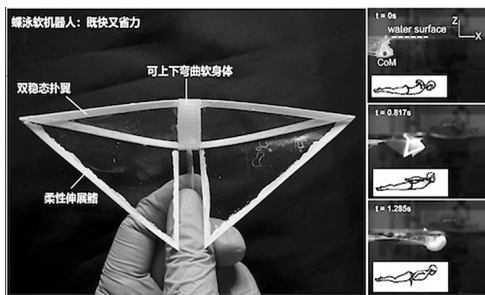 蝶泳软机器人：既快又省力
可上下弯曲软身体
双稳态扑翼
柔性伸展鳍
t = 0s
water surface
Z
X
CoM
t = 0.817s
t = 1.285s